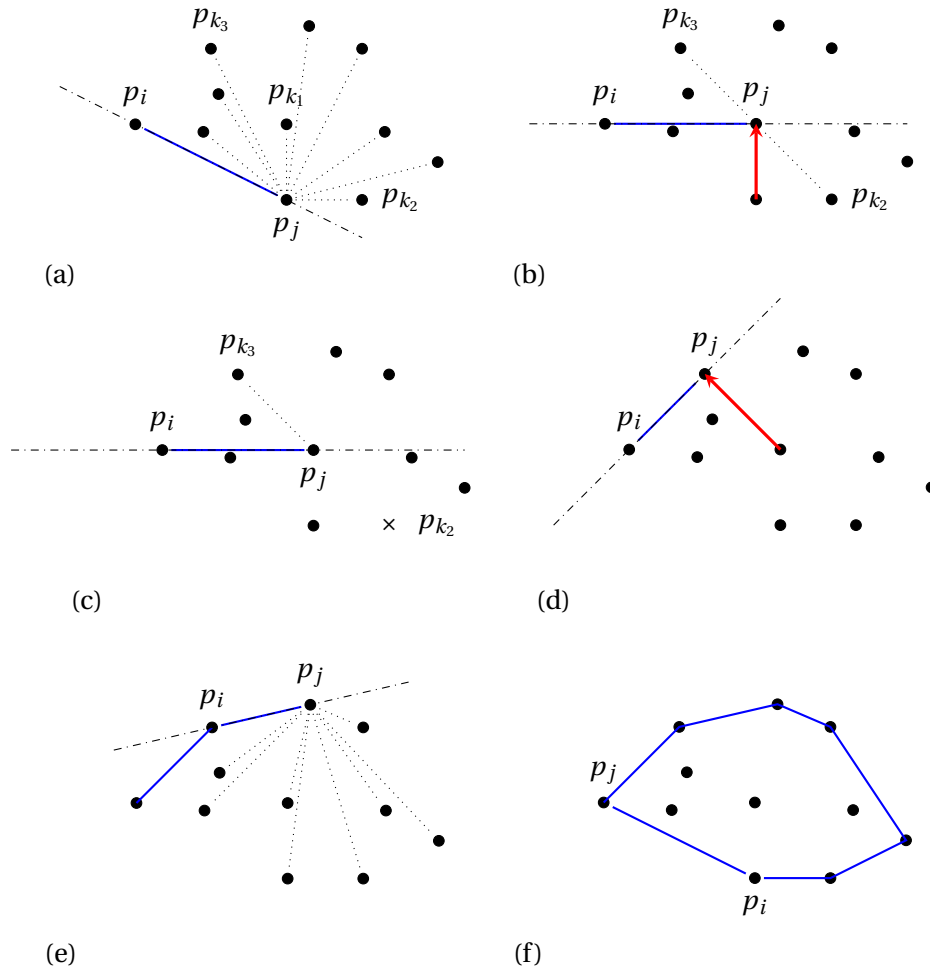 p_{k_3}
p_i p_{k_1}
p_{k_2}
p_j
(a)
p_{k_3}
p_i p_j
p_{k_2}
(b)
p_{k_3}
p_i
p_j
× p_{k_2}
(c)
p_j
p_i
(d)
p_j
p_i
(e)
p_j
p_i
(f)